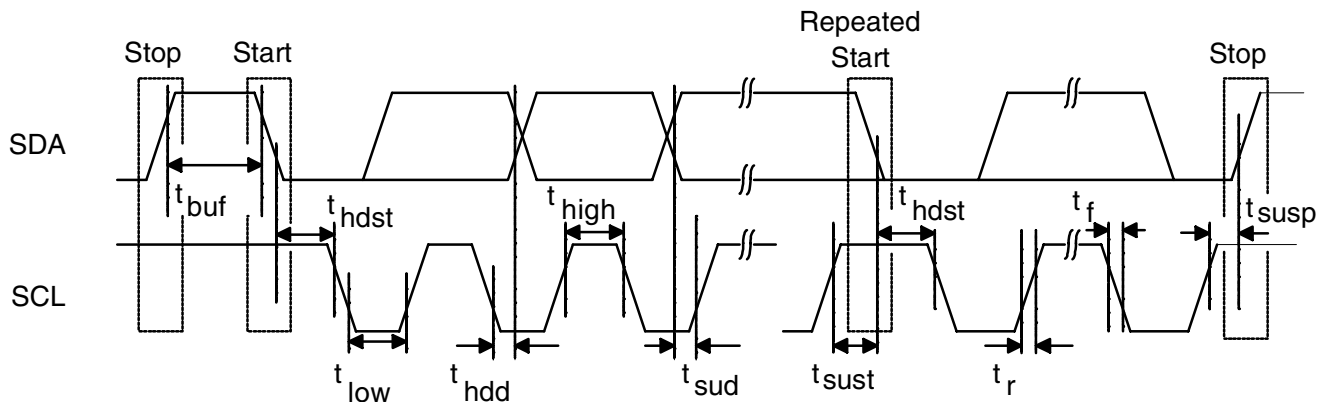 Repeated
Stop Start Start Stop
SDA
t buf
t hdst t high t hdst t f t susp
SCL
t low t hdd t sud t sust t r